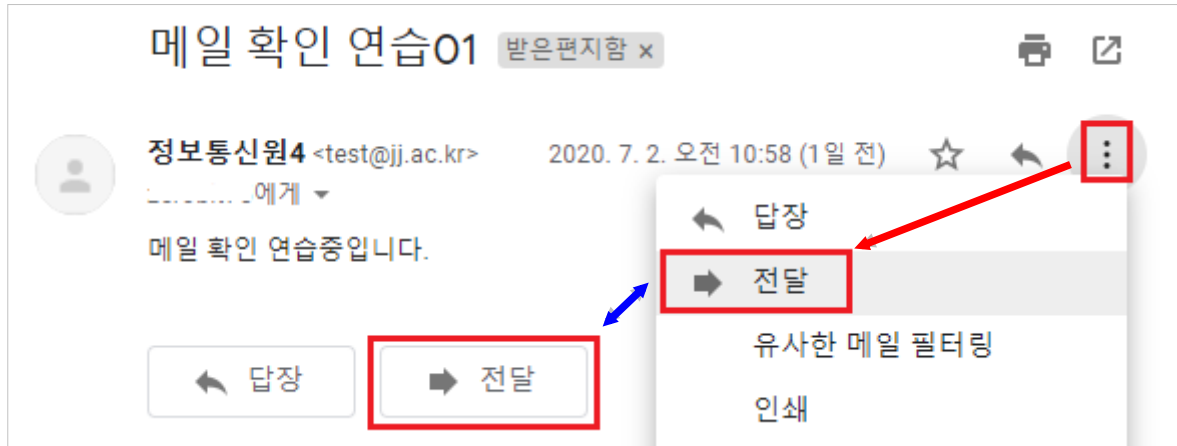 메일 확인 연습01 받은편지함 ×
정보통신원4 <test@jj.ac.kr> 2020. 7. 2. 오전 10:58 (1일 전)
에게
메일 확인 연습중입니다.
답장
전달
유사한 메일 필터링
인쇄
답장 전달